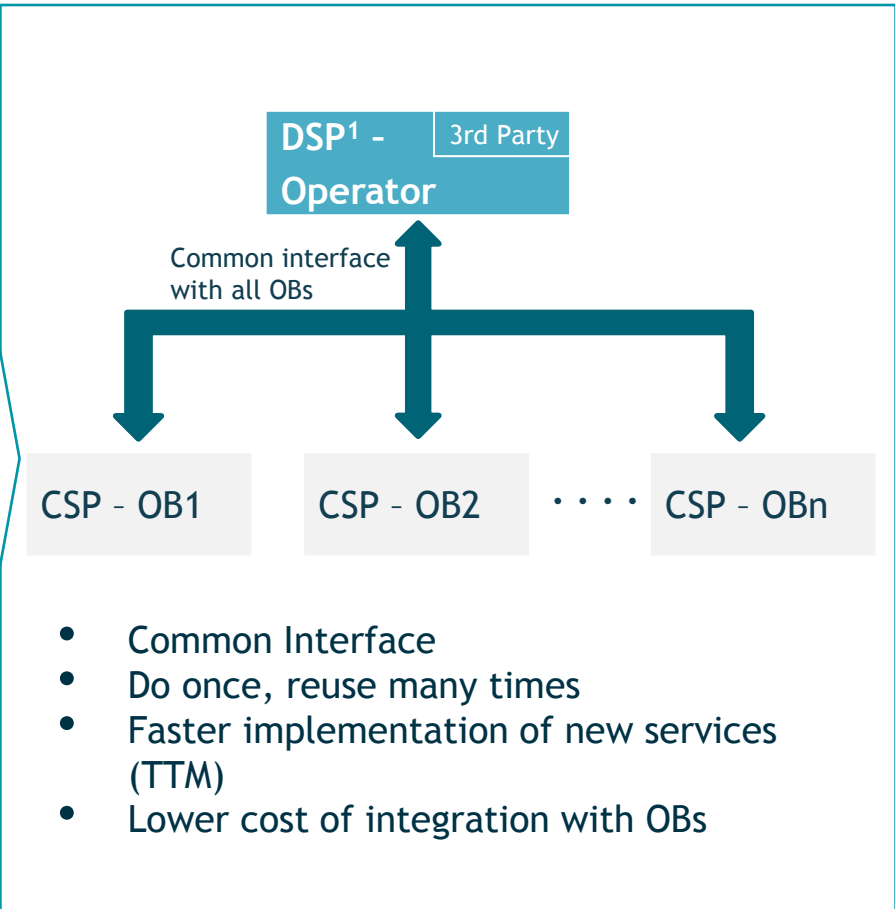 DSP¹ – 3rd Party
Operator
Common interface
with all OBs
CSP – OB1
CSP – OB2
· · · ·
CSP – OBn
• Common Interface
• Do once, reuse many times
• Faster implementation of new services
(TTM)
• Lower cost of integration with OBs